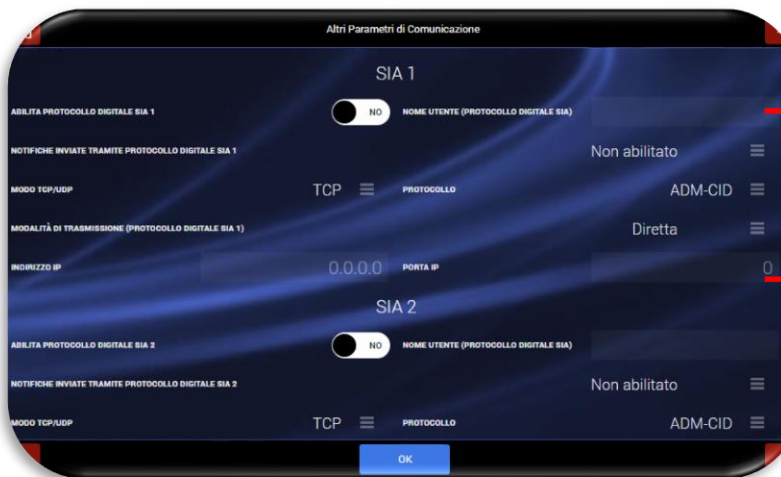 Altri Parametri di Comunicazione
SIA 1
ABILITA PROTOCOLLO DIGITALE SIA 1 NO NOME UTENTE (PROTOCOLLO DIGITALE SIA)
NOTIFICHE INVIATE TRAMITE PROTOCOLLO DIGITALE SIA 1 Non abilitato
MODO TCP/UDP TCP PROTOCOLLO ADM-CID
MODALITÀ DI TRASMISSIONE (PROTOCOLLO DIGITALE SIA 1) Diretta
INDIRIZZO IP 0.0.0.0 PORTA IP 0
SIA 2
ABILITA PROTOCOLLO DIGITALE SIA 2 NO NOME UTENTE (PROTOCOLLO DIGITALE SIA)
NOTIFICHE INVIATE TRAMITE PROTOCOLLO DIGITALE SIA 2 Non abilitato
MODO TCP/UDP TCP PROTOCOLLO ADM-CID
OK